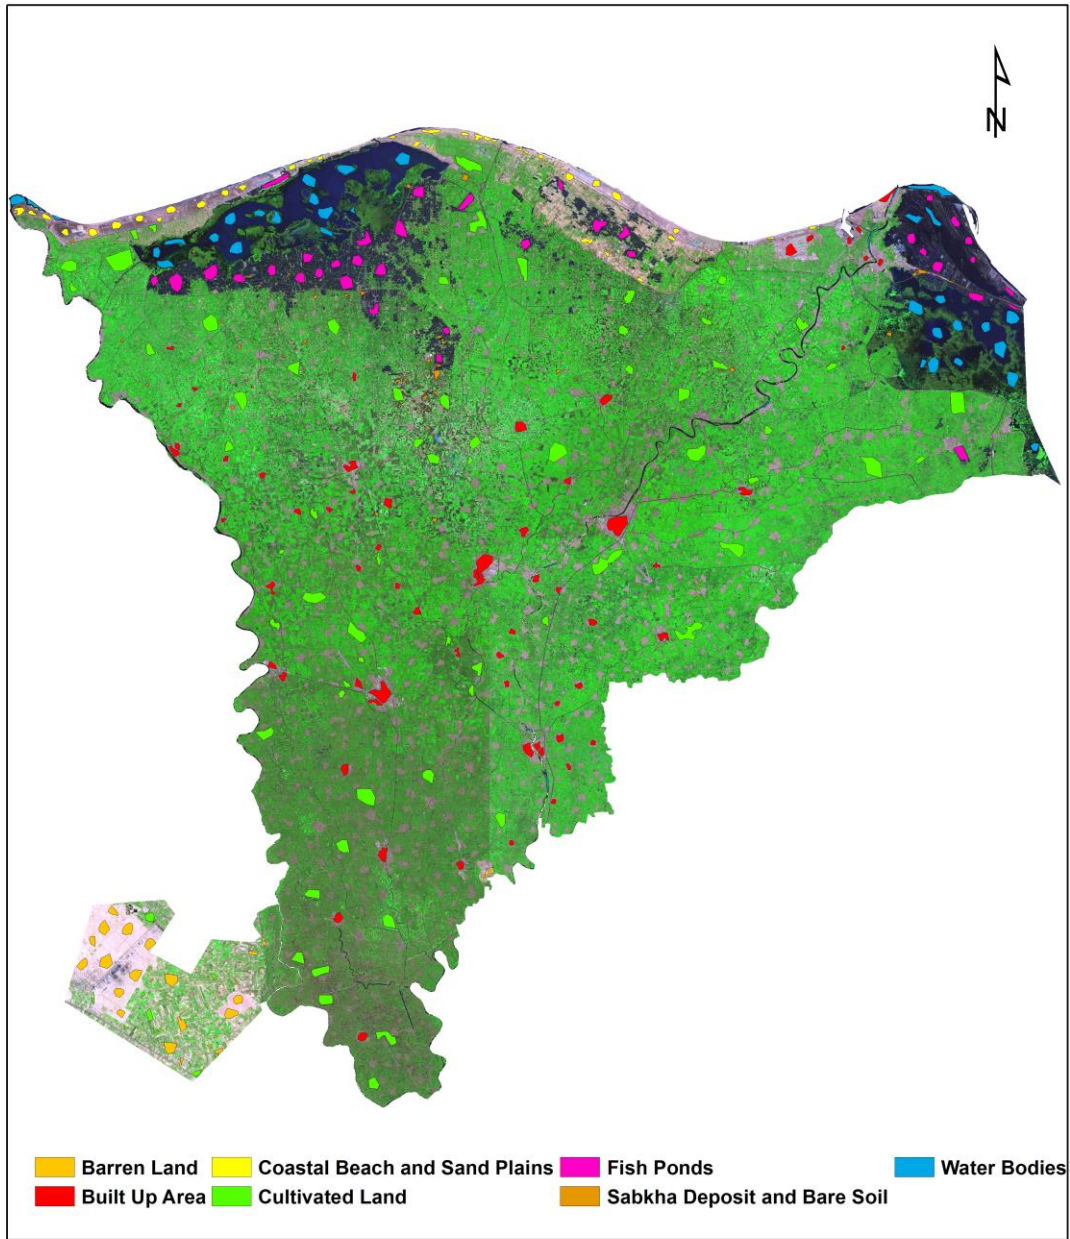 N
Barren Land Coastal Beach and Sand Plains Fish Ponds Water Bodies
Built Up Area Cultivated Land Sabkha Deposit and Bare Soil